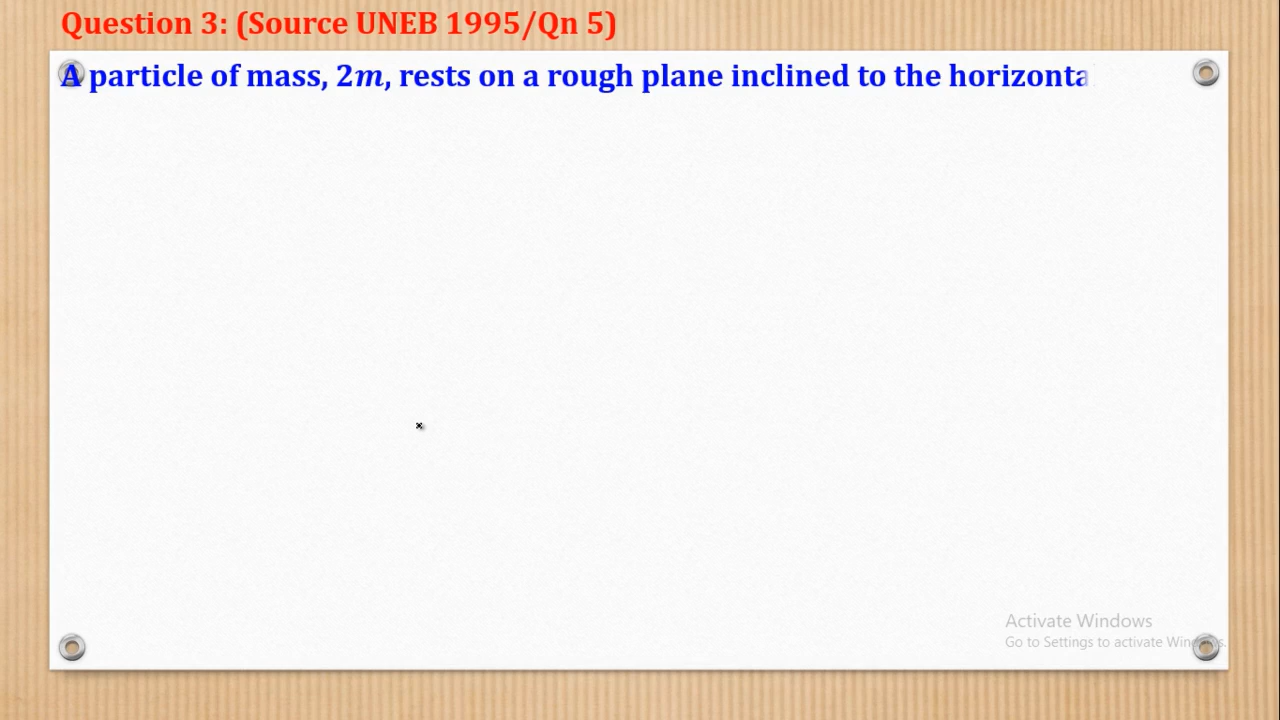 Question 3: (Source UNEB 1995/Qn 5)
A particle of mass, 2m, rests on a rough plane inclined to the horizonta
Activate Windows
Go to Settings to activate Windows.